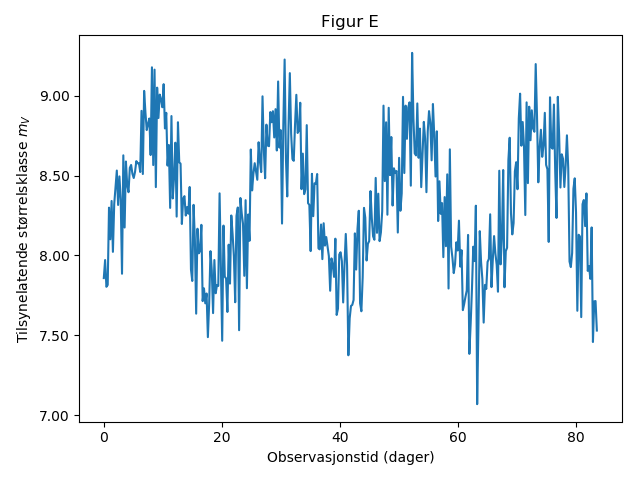 Figur E
Tilsynelatende størrelsesklasse $m_V$
9.00
8.50
8.00
7.50
7.00
0 20 40 60 80
Observasjonstid (dager)